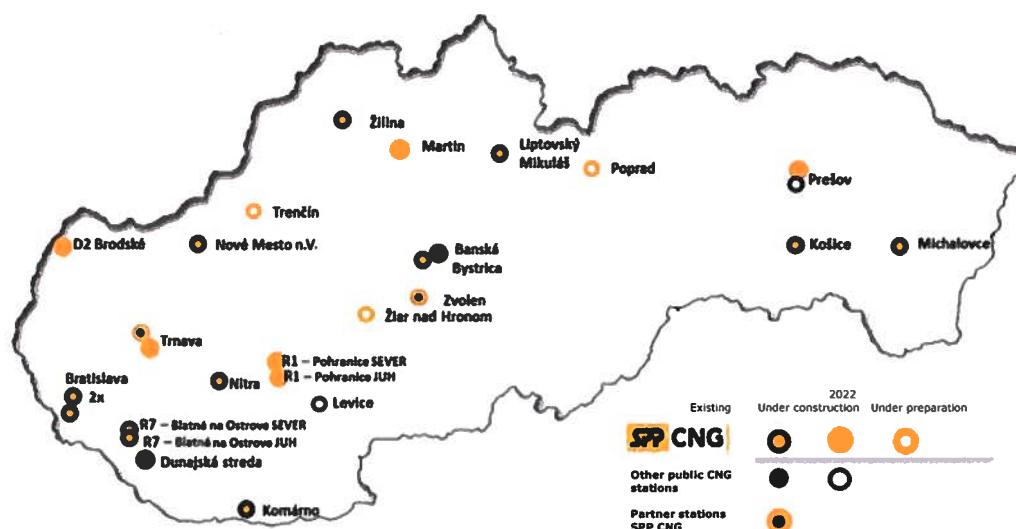 Žilina
Martin
Liptovský
Mikuláš
Poprad
Prešov
Trenčín
D2 Brodské
Nové Mesto n.V.
Banská
Bystrica
Košice
Michalovce
Zvolen
Žiar nad Hronom
Trnava
R1 – Pohranice SEVER
R1 – Pohranice JUH
Bratislava
2x
Nitra
Levice
R7 – Blatné na Ostrove SEVER
R7 – Blatné na Ostrove JUH
Dunajská streda
Komárno
2022
Existing Under construction Under preparation
SPP CNG
Other public CNG
stations
Partner stations
SPP CNG